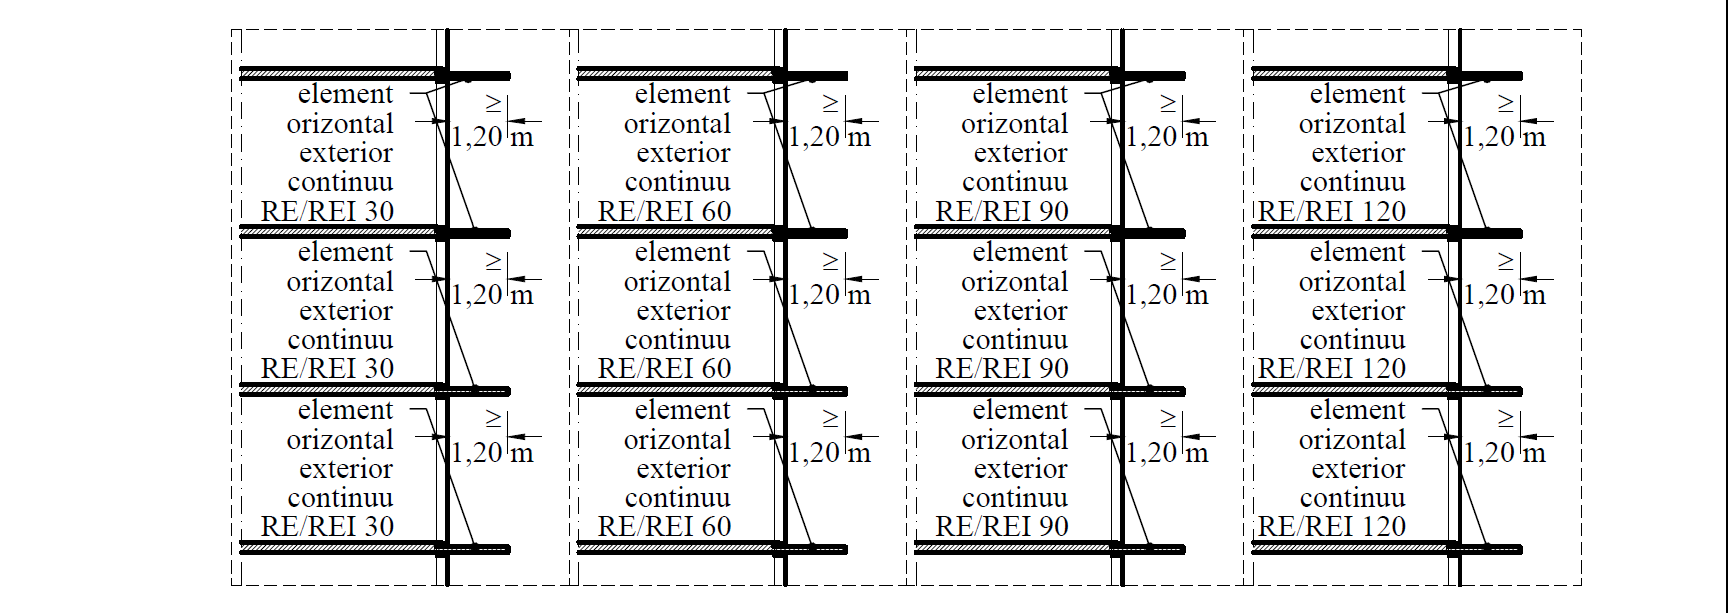 element
orizontal
exterior
continuu
RE/REI 30
≥
1,20 m
element
orizontal
exterior
continuu
RE/REI 60
≥
1,20 m
element
orizontal
exterior
continuu
RE/REI 90
≥
1,20 m
element
orizontal
exterior
continuu
RE/REI 120
≥
1,20 m
element
orizontal
exterior
continuu
RE/REI 30
≥
1,20 m
element
orizontal
exterior
continuu
RE/REI 60
≥
1,20 m
element
orizontal
exterior
continuu
RE/REI 90
≥
1,20 m
element
orizontal
exterior
continuu
RE/REI 120
≥
1,20 m
element
orizontal
exterior
continuu
RE/REI 30
≥
1,20 m
element
orizontal
exterior
continuu
RE/REI 60
≥
1,20 m
element
orizontal
exterior
continuu
RE/REI 90
≥
1,20 m
element
orizontal
exterior
continuu
RE/REI 120
≥
1,20 m